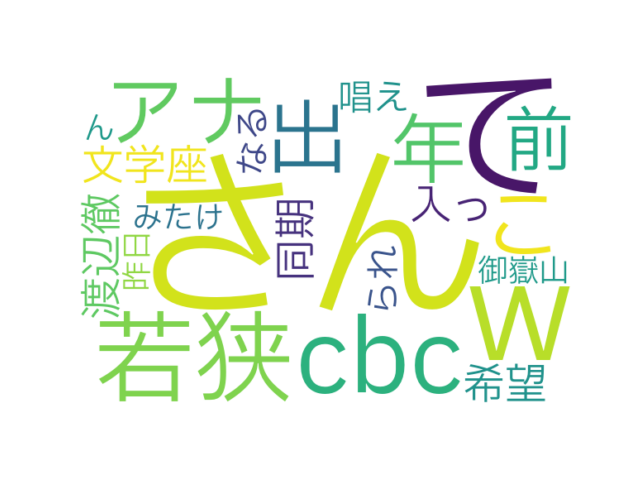 アナ
唱え
て
ん
なる
出
年
前
文学座
さん
みたけ
入っ
こ
渡辺徹
昨日
同期
られ
御嶽山
若狭
cbc
w
希望